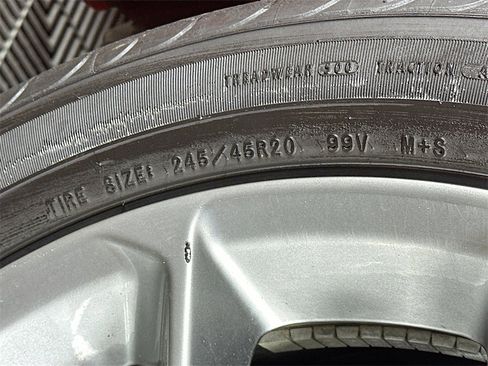 TREADWEAR 500 TRACTION
TIRE SIZE: 245/45R20 99V M+S